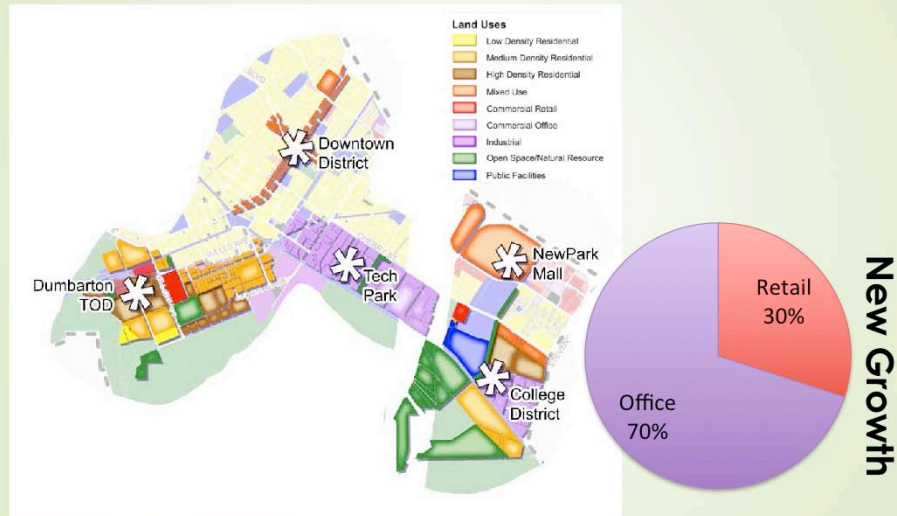 Land Uses
Low Density Residential
Medium Density Residential
High Density Residential
Mixed Use
Commercial Retail
Commercial Office
Industrial
Open Space/Natural Resource
Public Facilities
BLVD
Downtown
District
NewPark
Mall
Tech
Park
Dumbarton
TOD
College
District
Retail
30%
Office
70%
New Growth